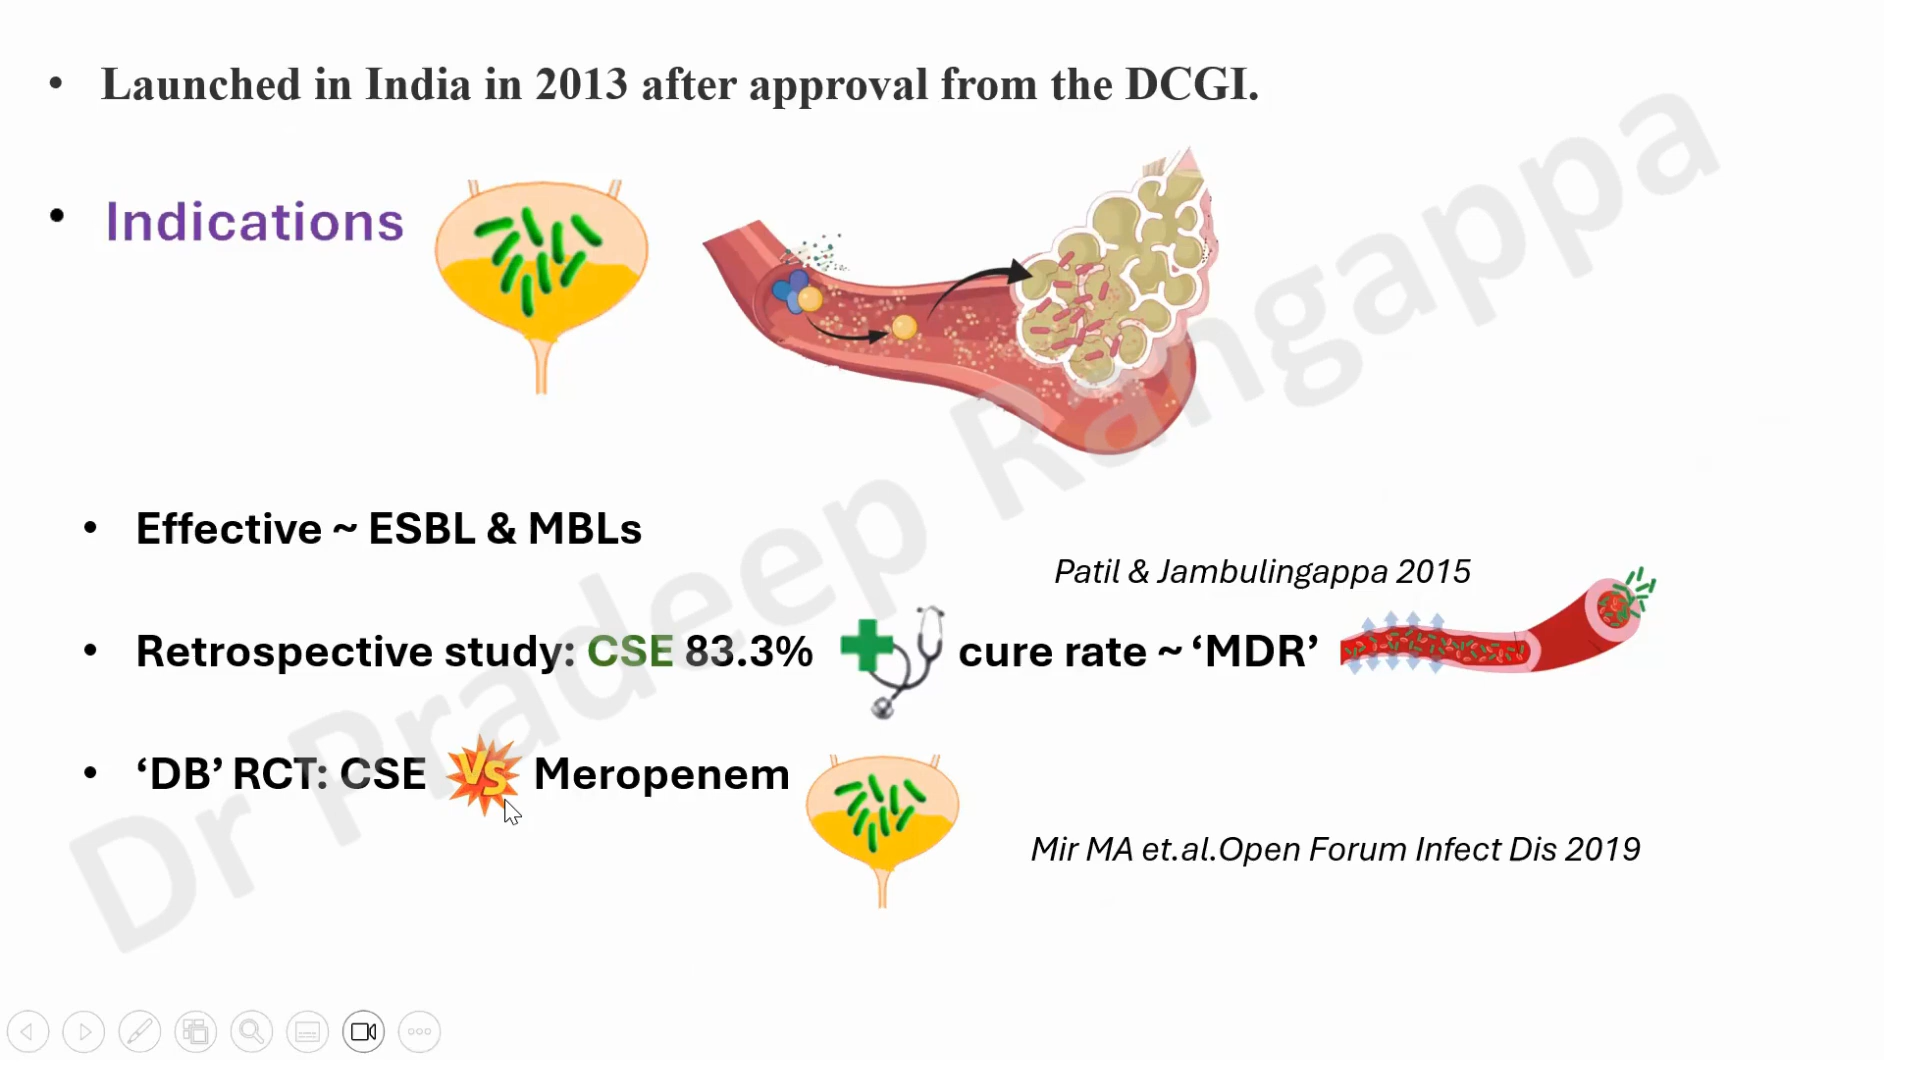 • Launched in India in 2013 after approval from the DCGI.
• Indications
• Effective ~ ESBL & MBLs
Patil & Jambulingappa 2015
• Retrospective study: CSE 83.3% cure rate ~ ‘MDR’
• ‘DB’ RCT: CSE VS Meropenem
Mir MA et.al.Open Forum Infect Dis 2019
Dr Pradeep Rangappa